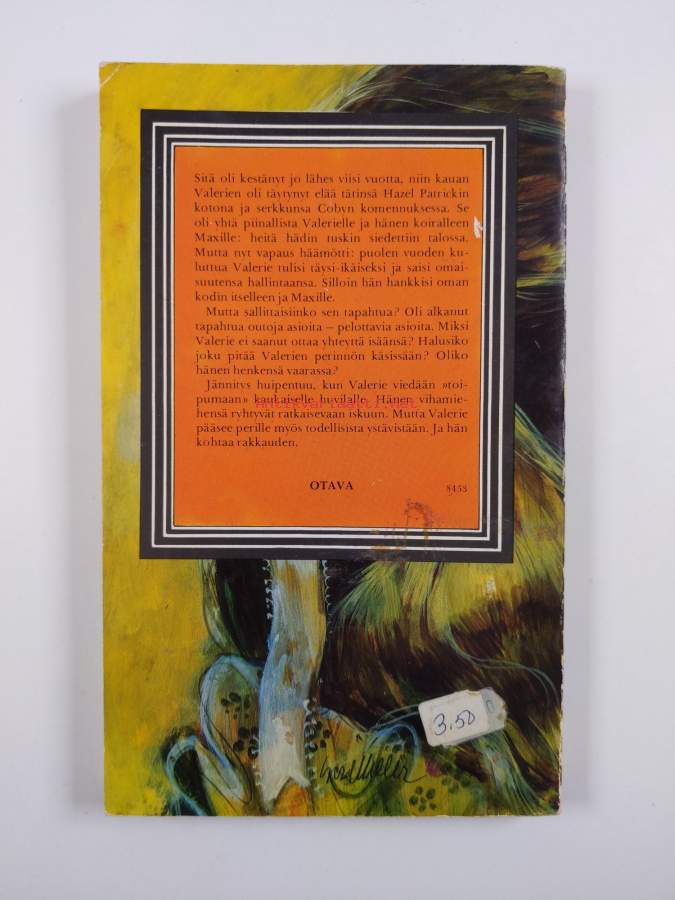 Sitä oli kestänyt jo lähes viisi vuotta, niin kauan
Valerien oli täytynyt elää tätinsä Hazel Patrickin
kotona ja serkkunsa Cobyn komennuksessa. Se
oli yhtä piinallista Valerielle ja hänen koiralleen
Maxille: heitä hädin tuskin siedettiin talossa.
Mutta nyt vapaus häämötti: puolen vuoden ku-
luttua Valerie tulisi täysi-ikäiseksi ja saisi omai-
suutensa hallintaansa. Silloin hän hankkisi oman
kodin itselleen ja Maxille.
Mutta sallittaisiinko sen tapahtua? Oli alkanut
tapahtua outoja asioita – pelottavia asioita. Miksi
Valerie ei saanut ottaa yhteyttä isäänsä? Halusiko
joku pitää Valerien perinnön käsissään? Oliko
hänen henkensä vaarassa?
Jännitys huipentuu, kun Valerie viedään »toi-
pumaan» kantaiselle huvilalle. Hänen vihamie-
antikvariaatti.net
hensä ryhtyvät ratkaisevaan iskuun. Mutta Valerie
pääsee perille myös todellisista ystävistään. Ja hän
kohtaa rakkauden.
OTAVA 8453
3,50